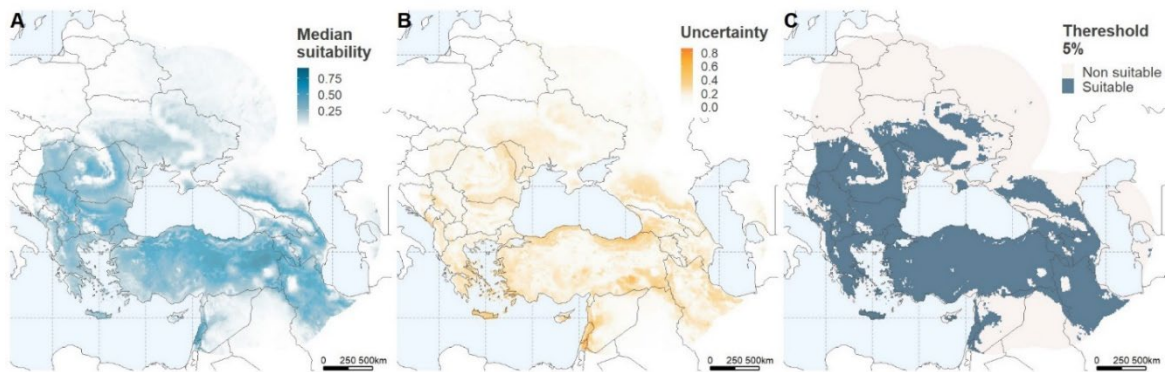 A
Median
suitability
0.75
0.50
0.25
0 250 500km
B
Uncertainty
0.8
0.6
0.4
0.2
0.0
0 250 500km
C
Thereshold
5%
Non suitable
Suitable
0 250 500km